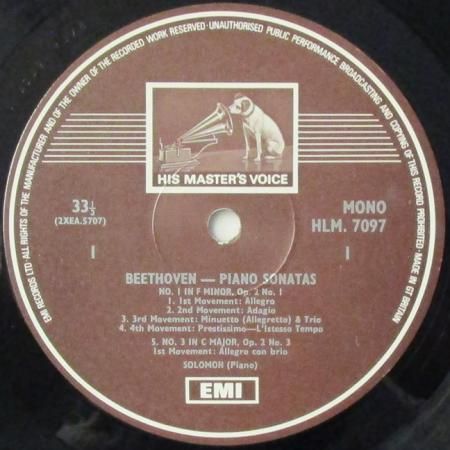 EMI RECORDS LTD · ALL RIGHTS OF THE MANUFACTURER AND OF THE OWNER OF THE RECORDED WORK RESERVED · UNAUTHORISED PUBLIC PERFORMANCE BROADCASTING AND COPYING OF THIS RECORD PROHIBITED · MADE IN GT BRITAIN
HIS MASTER'S VOICE
33⅓
(2XEA.5707)
1
MONO
HLM. 7097
1
BEETHOVEN — PIANO SONATAS
NO. 1 IN F MINOR, Op. 2 No. 1
1. 1st Movement: Allegro
2. 2nd Movement: Adagio
3. 3rd Movement: Minuetto (Allegretto) & Trio
4. 4th Movement: Prestissimo—L'Istesso Tempo
5. NO. 3 IN C MAJOR, Op. 2 No. 3
1st Movement: Allegro con brio
SOLOMON (Piano)
EMI